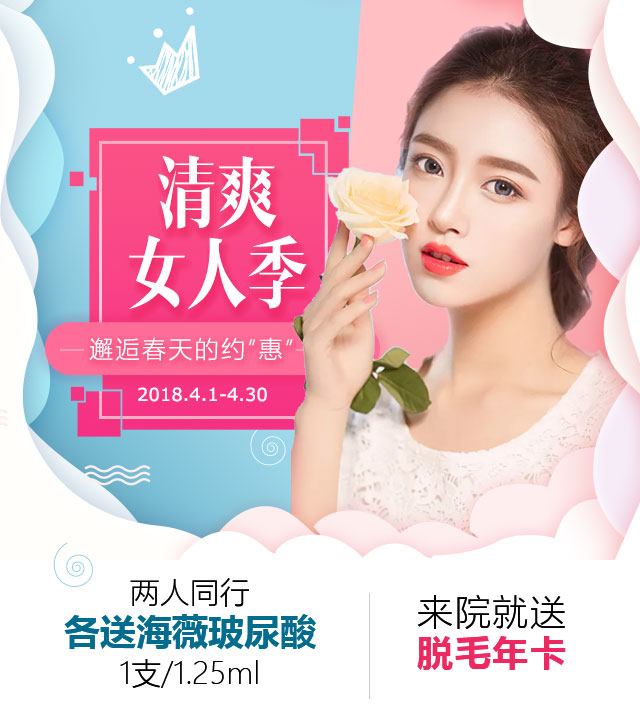 清爽
女人季
邂逅春天的约“惠”
2018.4.1-4.30
两人同行
各送海薇玻尿酸
1支/1.25ml
来院就送
脱毛年卡